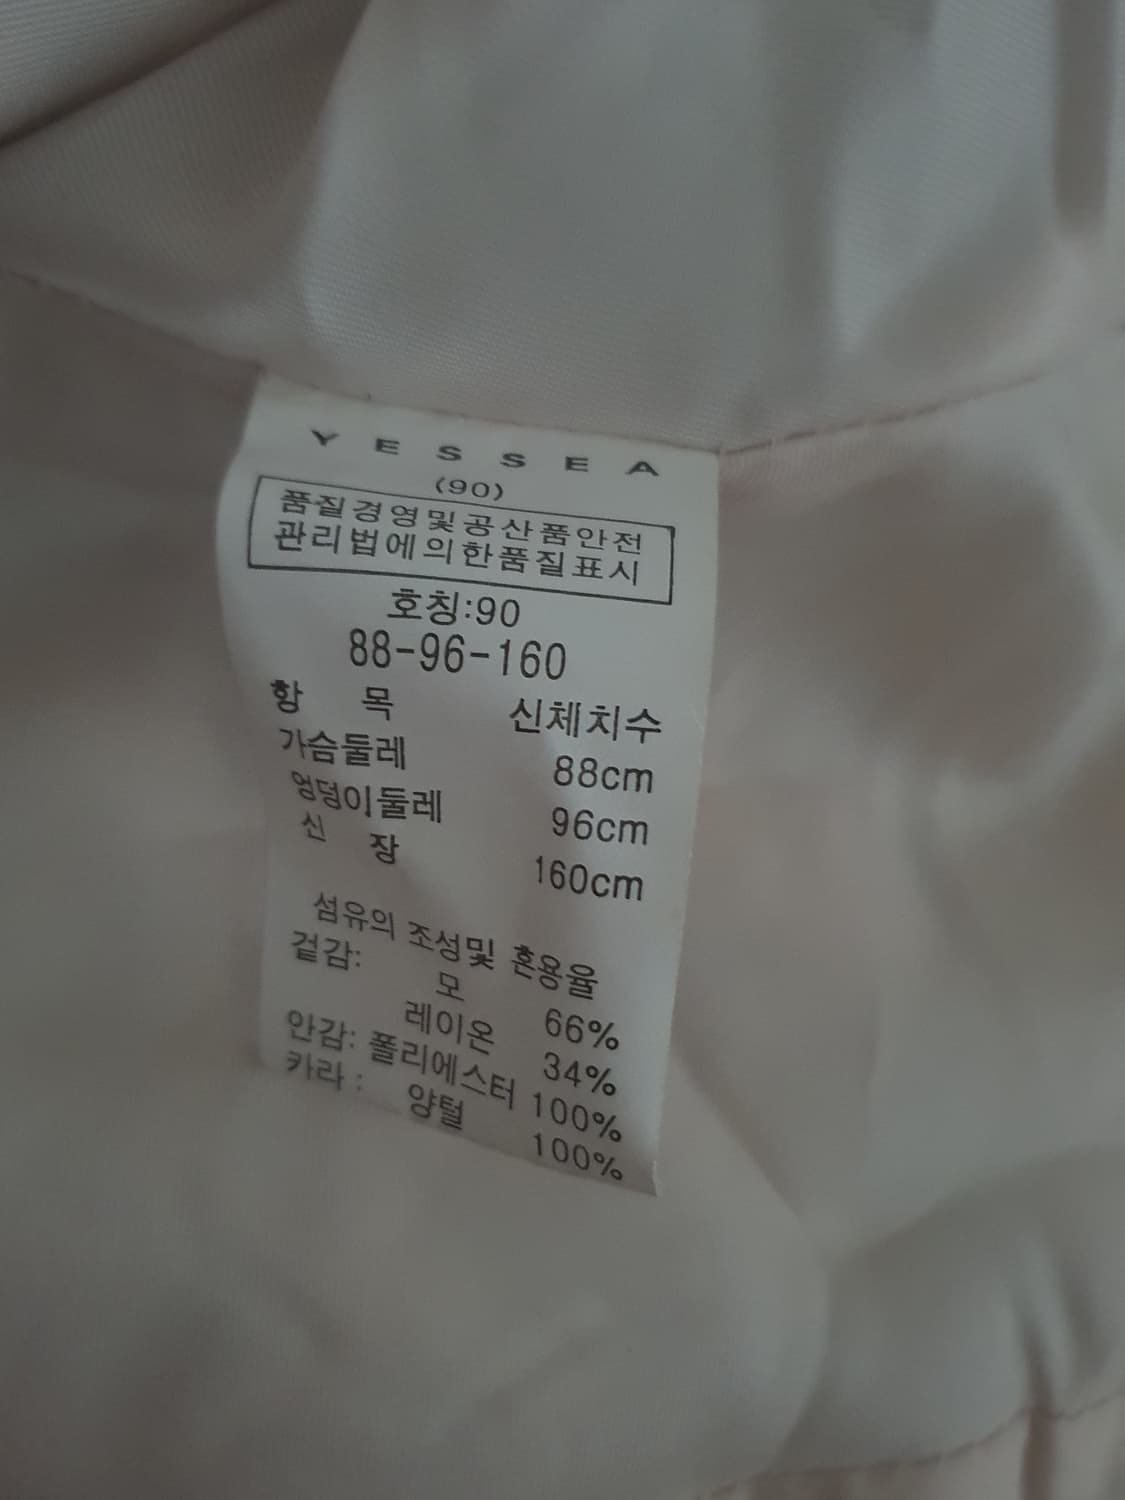 YESSEA
(90)
품질경영및공산품안전
관리법에의한품질표시
호칭:90
88-96-160
항 목 신체치수
가슴둘레 88cm
엉덩이둘레 96cm
신 장 160cm
섬유의 조성및 혼용율
겉감: 모 66%
레이온 34%
안감: 폴리에스터 100%
카라 : 양털 100%